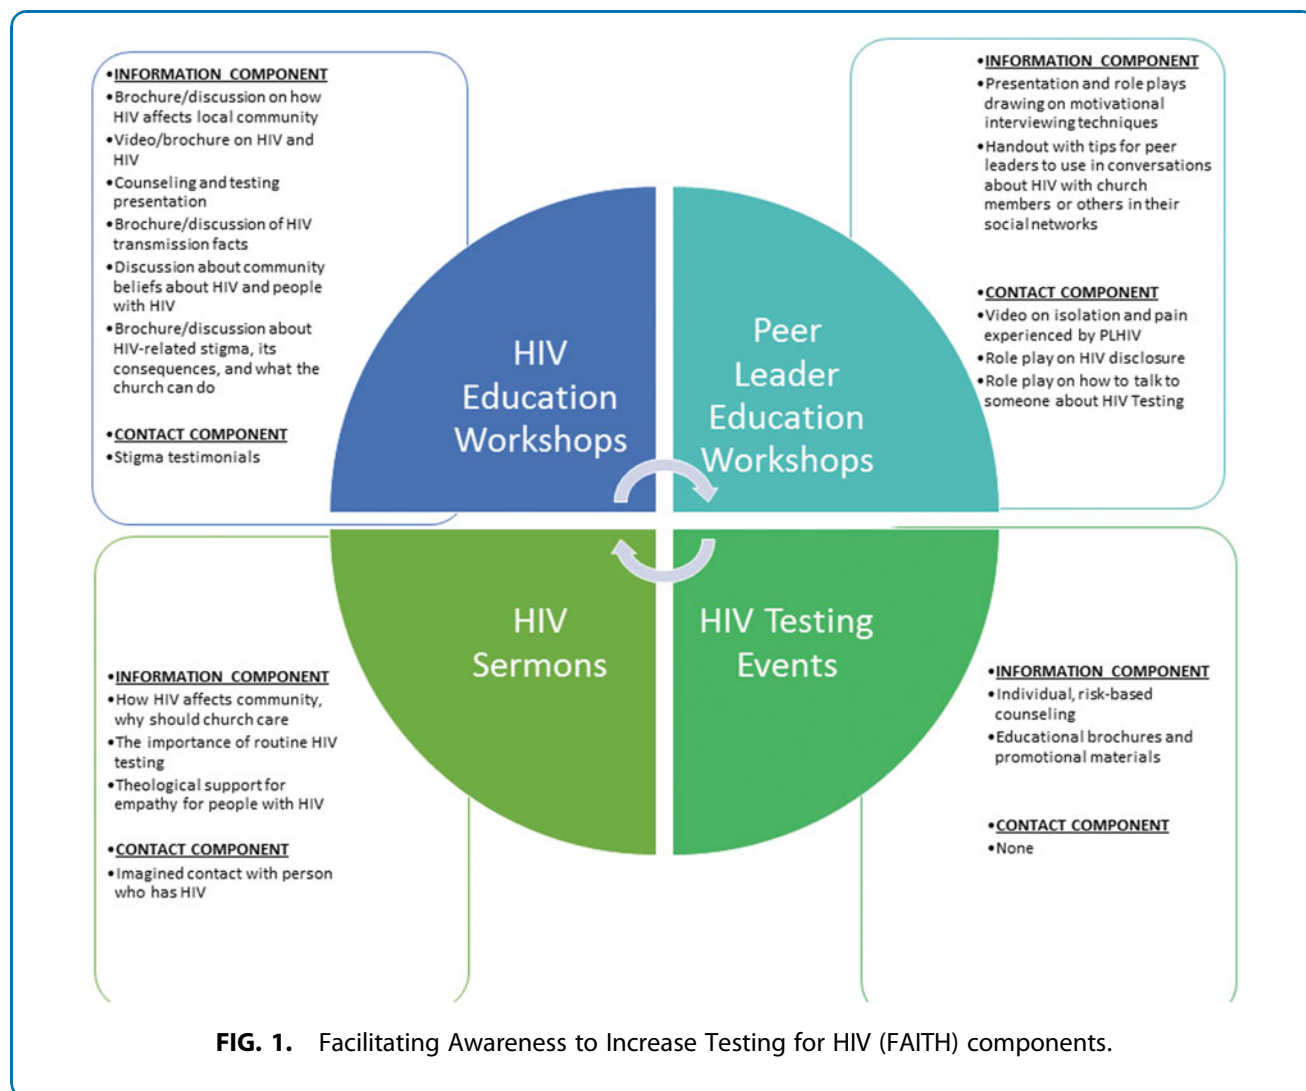 •INFORMATION COMPONENT
•Brochure/discussion on how
HIV affects local community
•Video/brochure on HIV and
HIV
•Counseling and testing
presentation
•Brochure/discussion of HIV
transmission facts
•Discussion about community
beliefs about HIV and people
with HIV
•Brochure/discussion about
HIV-related stigma, its
consequences, and what the
church can do
•CONTACT COMPONENT
•Stigma testimonials
HIV
Education
Workshops
Peer
Leader
Education
Workshops
•INFORMATION COMPONENT
•Presentation and role plays
drawing on motivational
interviewing techniques
•Handout with tips for peer
leaders to use in conversations
about HIV with church
members or others in their
social networks
•CONTACT COMPONENT
•Video on isolation and pain
experienced by PLHIV
•Role play on HIV disclosure
•Role play on how to talk to
someone about HIV Testing
•INFORMATION COMPONENT
•How HIV affects community,
why should church care
•The importance of routine HIV
testing
•Theological support for
empathy for people with HIV
•CONTACT COMPONENT
•Imagined contact with person
who has HIV
HIV
Sermons
HIV Testing
Events
•INFORMATION COMPONENT
•Individual, risk-based
counseling
•Educational brochures and
promotional materials
•CONTACT COMPONENT
•None
FIG. 1. Facilitating Awareness to Increase Testing for HIV (FAITH) components.